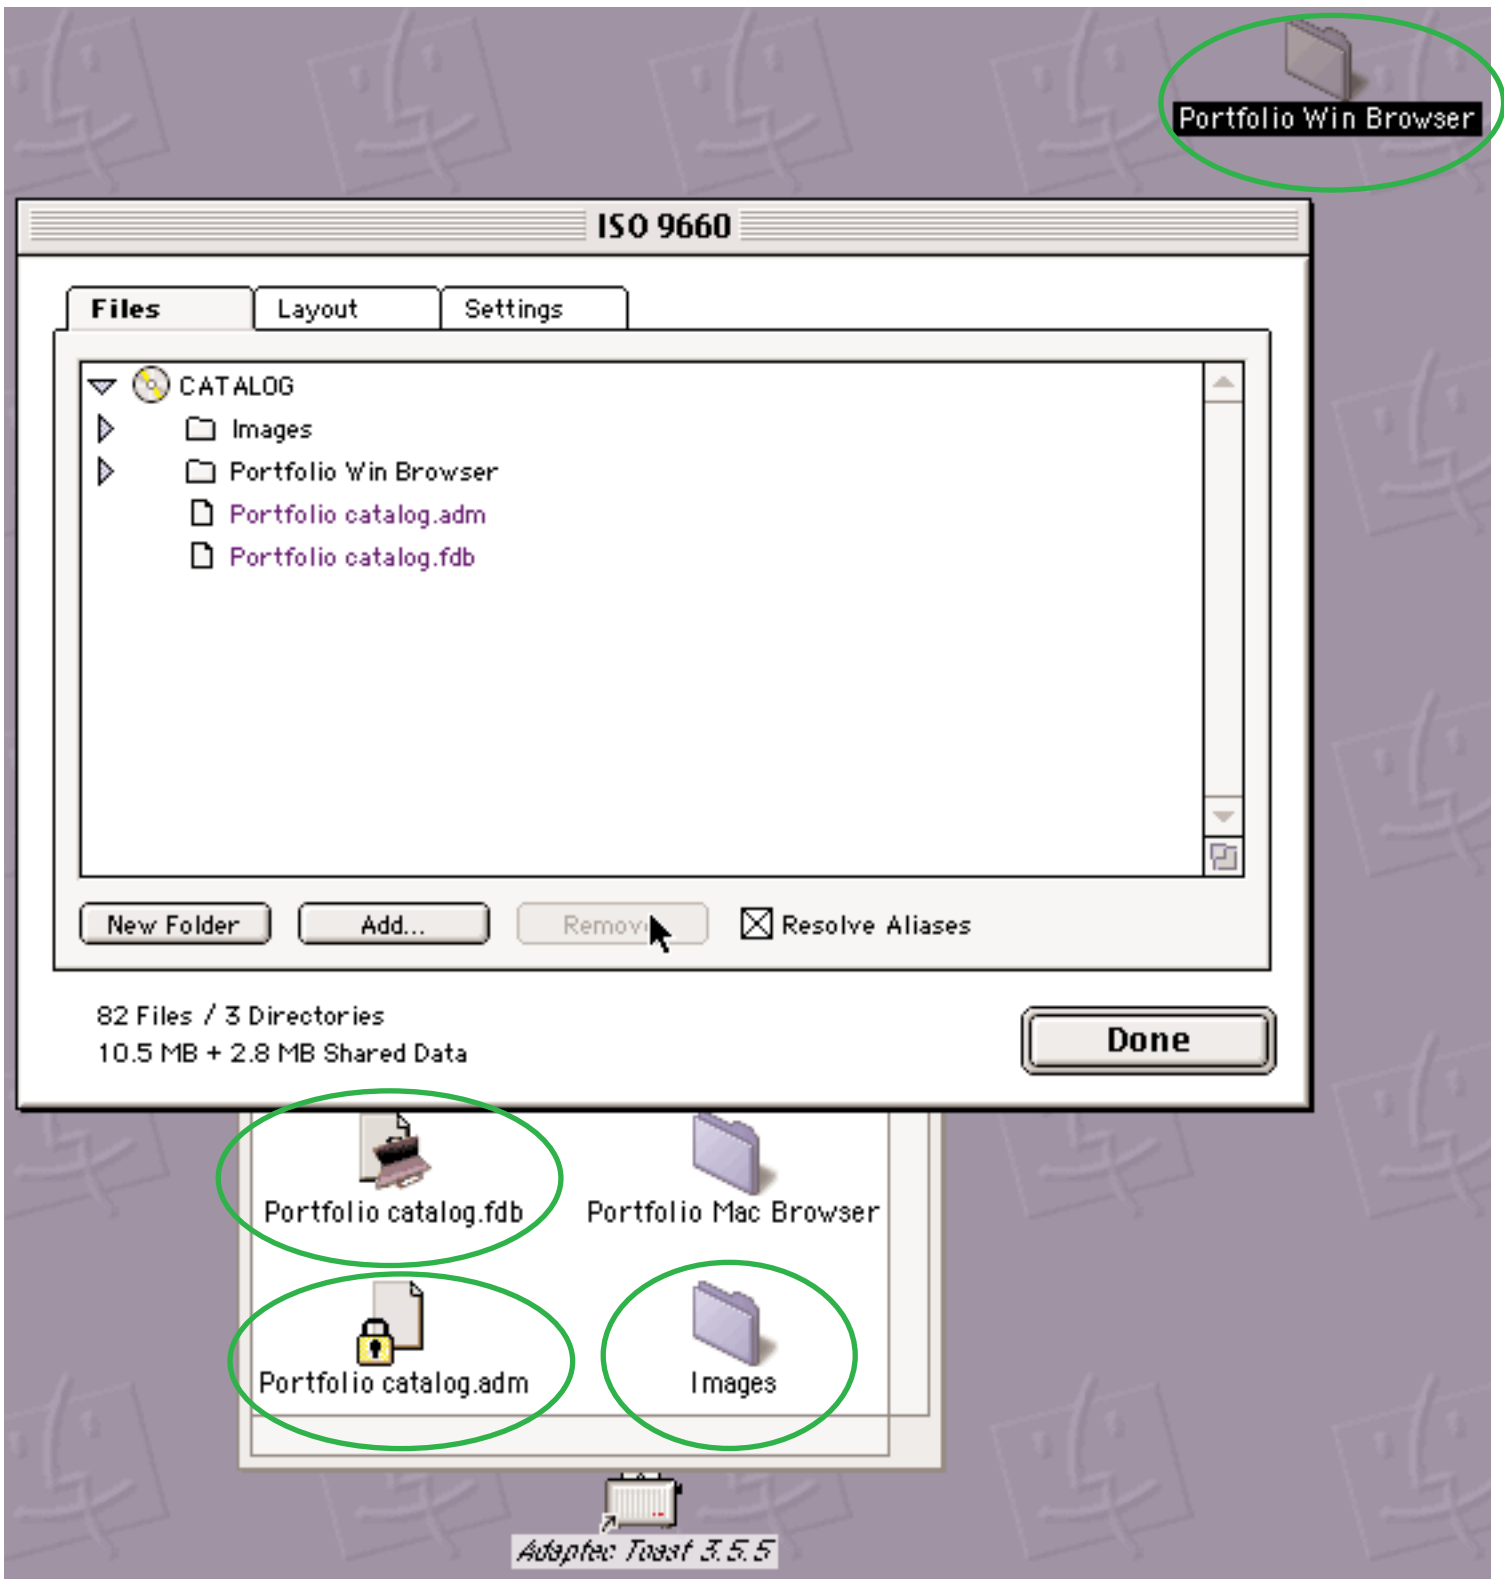 Portfolio Win Browser
ISO 9660
Files
Layout
Settings
CATALOG
Images
Portfolio Win Browser
Portfolio catalog.adm
Portfolio catalog.fdb
New Folder
Add...
Remove
Resolve Aliases
82 Files / 3 Directories
10.5 MB + 2.8 MB Shared Data
Done
Portfolio catalog.fdb
Portfolio Mac Browser
Portfolio catalog.adm
Images
Adaptec Toast 3.5.5